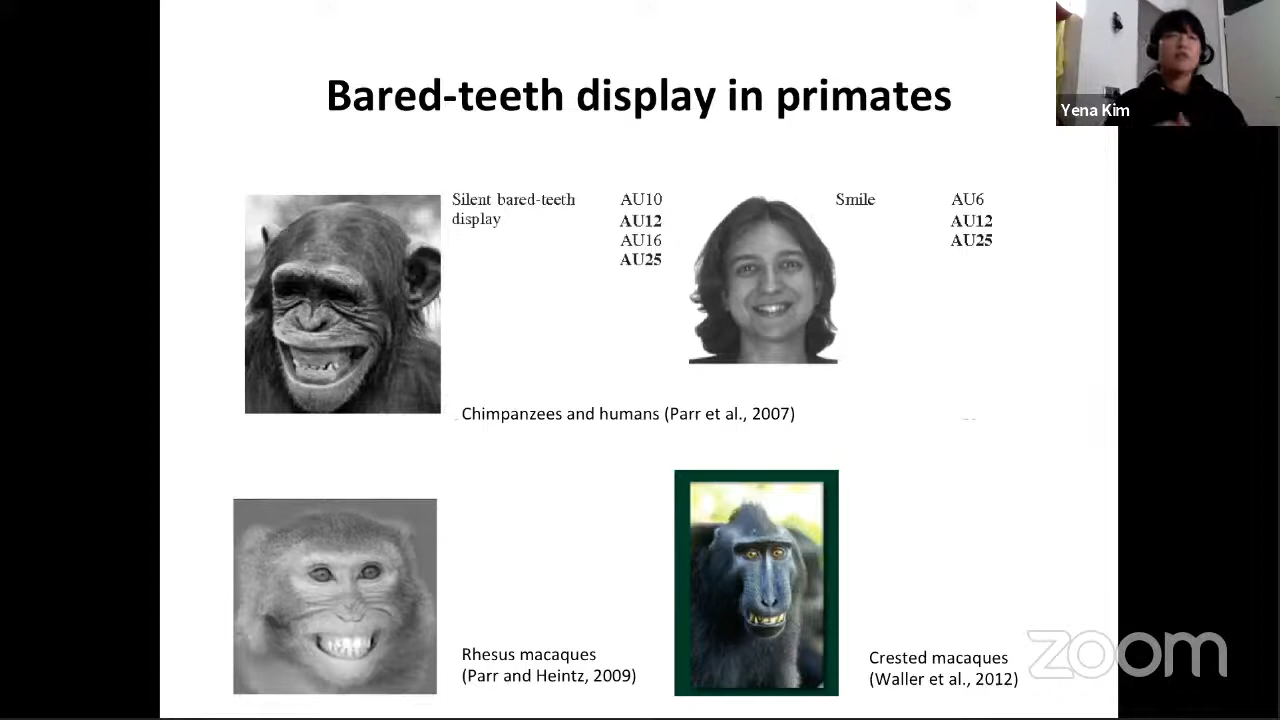 Bared-teeth display in primates
Yena Kim
Silent bared-teeth
display
AU10
AU12
AU16
AU25
Smile
AU6
AU12
AU25
Chimpanzees and humans (Parr et al., 2007)
Rhesus macaques
(Parr and Heintz, 2009)
Crested macaques
(Waller et al., 2012)
zoom